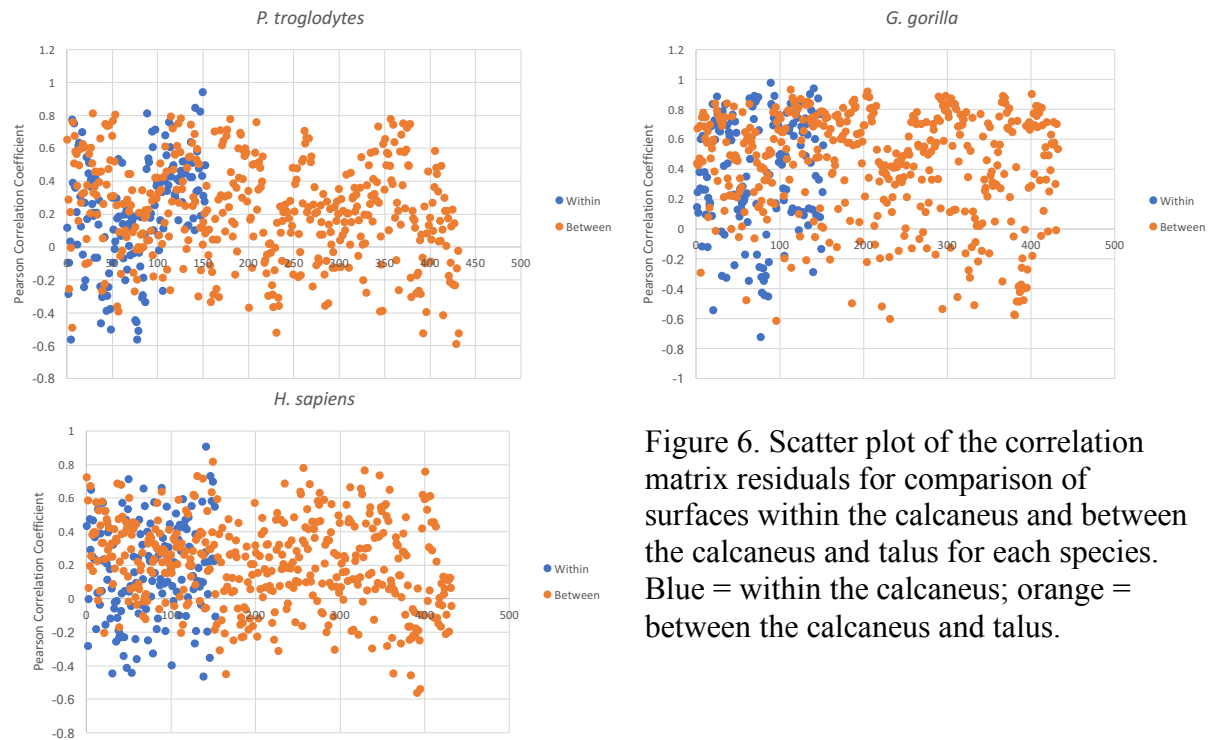 P. troglodytes
1.2
1
0.8
0.6
0.4
0.2
0
-0.2
-0.4
-0.6
-0.8
0 50 100 150 200 250 300 350 400 450 500
Pearson Correlation Coefficient
Within
Between
G. gorilla
1.2
1
0.8
0.6
0.4
0.2
0
-0.2
-0.4
-0.6
-0.8
-1
0 100 200 300 400 500
Pearson Correlation Coefficient
Within
Between
H. sapiens
1
0.8
0.6
0.4
0.2
0
-0.2
-0.4
-0.6
-0.8
0 100 200 300 400 500
Pearson Correlation Coefficient
Within
Between
Figure 6. Scatter plot of the correlation
matrix residuals for comparison of
surfaces within the calcaneus and between
the calcaneus and talus for each species.
Blue = within the calcaneus; orange =
between the calcaneus and talus.